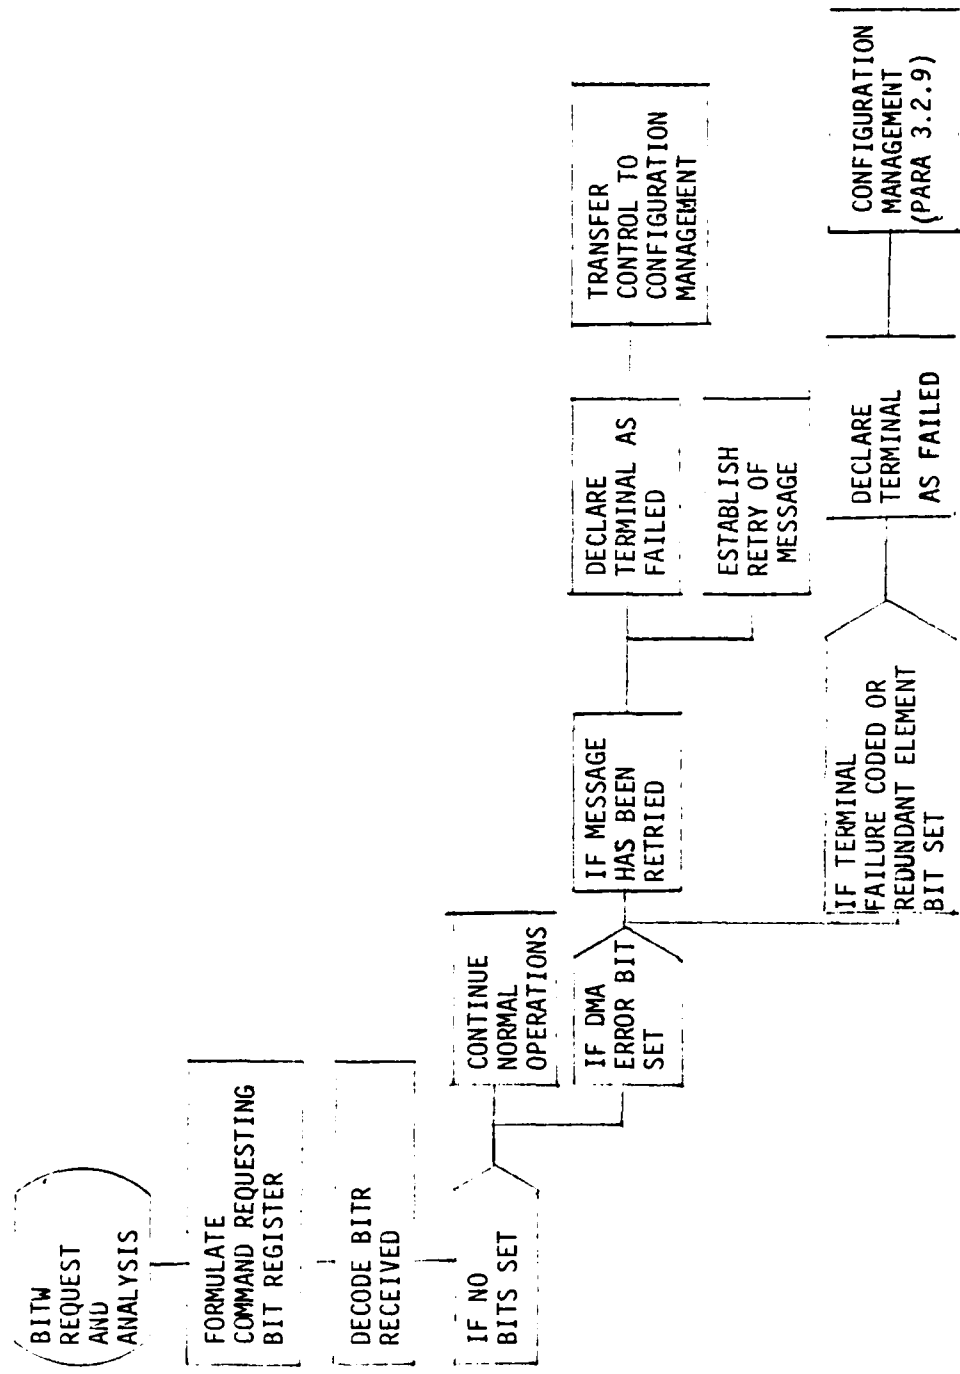 BITW
REQUEST
AND
ANALYSIS
FORMULATE
COMMAND REQUESTING
BIT REGISTER
DECODE BITR
RECEIVED
IF NO
BITS SET
CONTINUE
NORMAL
OPERATIONS
IF DMA
ERROR BIT
SET
IF MESSAGE
HAS BEEN
RETRIED
DECLARE
TERMINAL AS
FAILED
TRANSFER
CONTROL TO
CONFIGURATION
MANAGEMENT
ESTABLISH
RETRY OF
MESSAGE
IF TERMINAL
FAILURE CODED OR
REDUNDANT ELEMENT
BIT SET
DECLARE
TERMINAL
AS FAILED
CONFIGURATION
MANAGEMENT
(PARA 3.2.9)